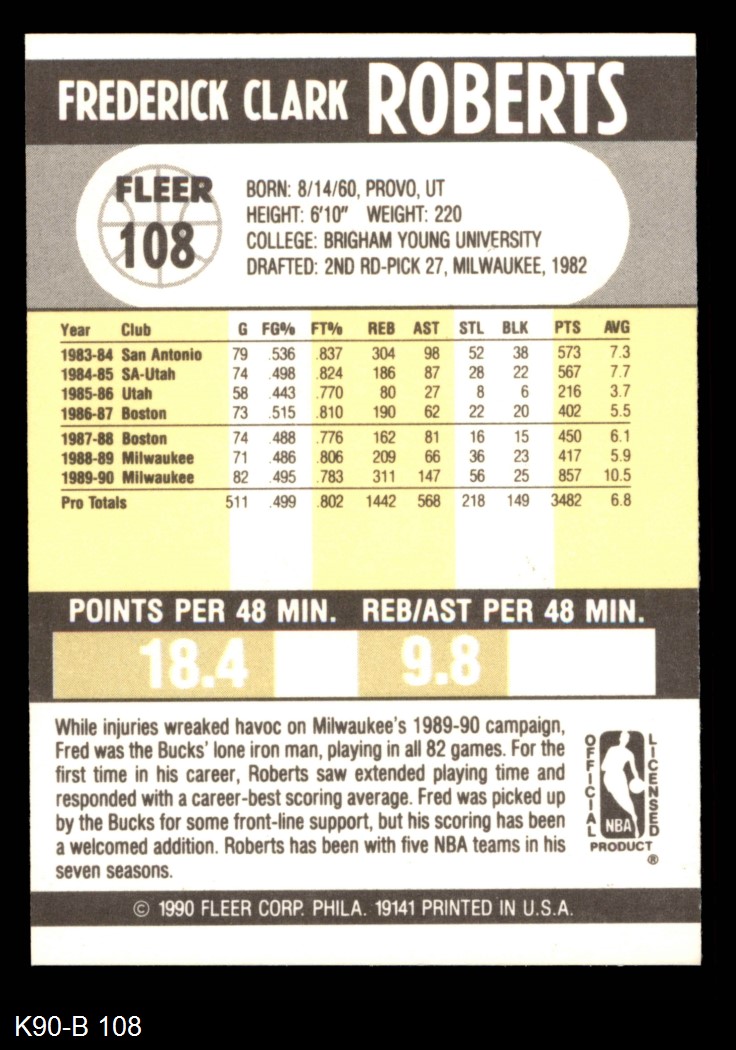 FREDERICK CLARK ROBERTS
FLEER
108
BORN: 8/14/60, PROVO, UT
HEIGHT: 6'10" WEIGHT: 220
COLLEGE: BRIGHAM YOUNG UNIVERSITY
DRAFTED: 2ND RD-PICK 27, MILWAUKEE, 1982
Year Club G FG% FT% REB AST STL BLK PTS AVG
1983-84 San Antonio 79 .536 .837 304 98 52 38 573 7.3
1984-85 SA-Utah 74 .498 .824 186 87 28 22 567 7.7
1985-86 Utah 58 .443 .770 80 27 8 6 216 3.7
1986-87 Boston 73 .515 .810 190 62 22 20 402 5.5
1987-88 Boston 74 .488 .776 162 81 16 15 450 6.1
1988-89 Milwaukee 71 .486 .806 209 66 36 23 417 5.9
1989-90 Milwaukee 82 .495 .783 311 147 56 25 857 10.5
Pro Totals 511 .499 .802 1442 568 218 149 3482 6.8
POINTS PER 48 MIN. REB/AST PER 48 MIN.
18.4 9.8
While injuries wreaked havoc on Milwaukee's 1989-90 campaign,
Fred was the Bucks' lone iron man, playing in all 82 games. For the
first time in his career, Roberts saw extended playing time and
responded with a career-best scoring average. Fred was picked up
by the Bucks for some front-line support, but his scoring has been
a welcomed addition. Roberts has been with five NBA teams in his
seven seasons.
OFFICIAL
LICENSED
NBA
PRODUCT
®
© 1990 FLEER CORP. PHILA. 19141 PRINTED IN U.S.A.
K90-B 108